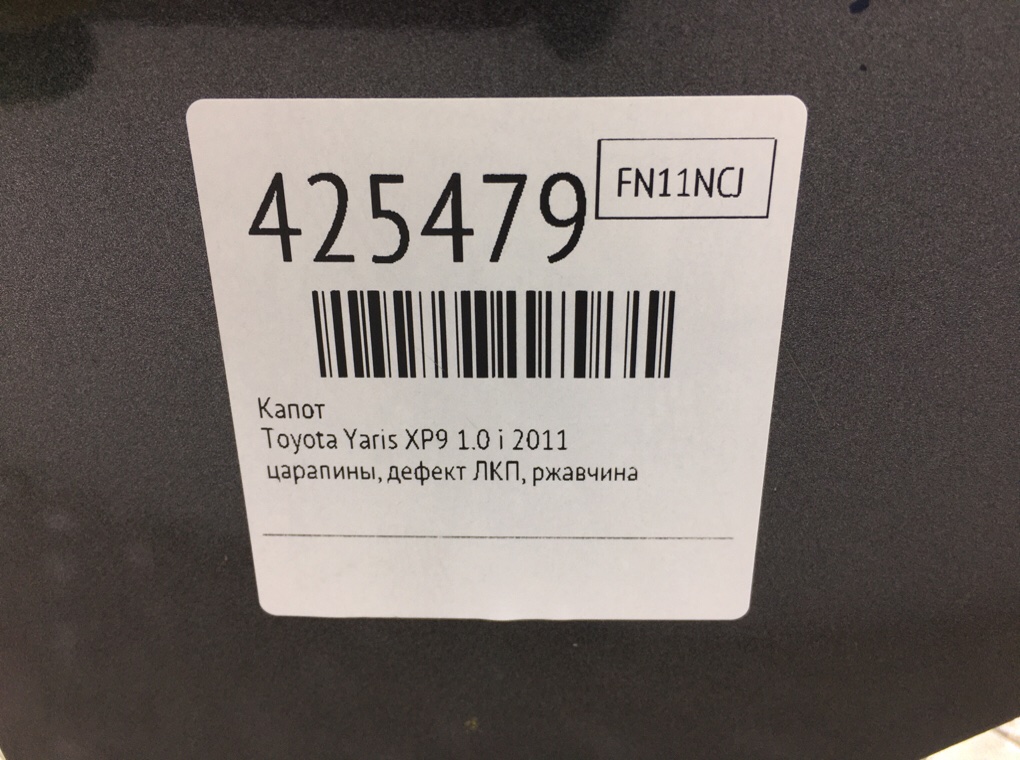 425479
FN11NCJ
Капот
Toyota Yaris XP9 1.0 i 2011
царапины, дефект ЛКП, ржавчина